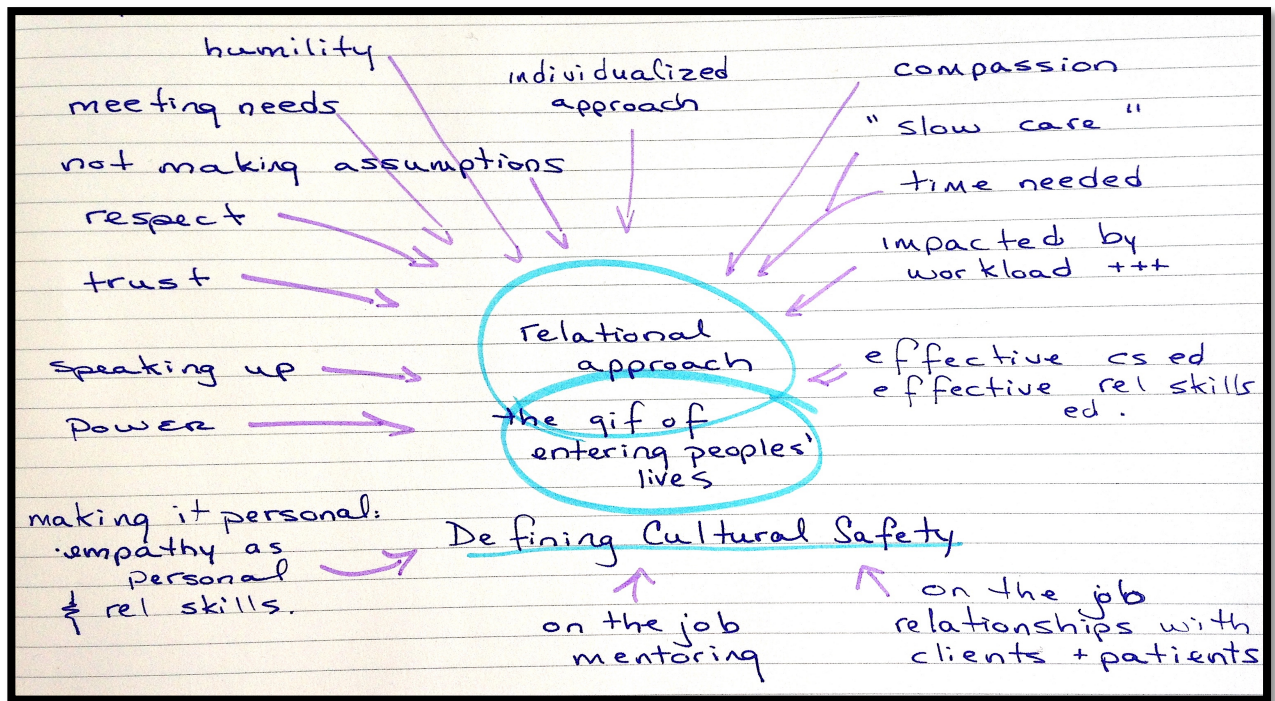 humility
individualized
approach
compassion
meeting needs
" slow care "
not making assumptions
time needed
respect
impacted by
workload +++
trust
relational
approach
effective cs ed
effective rel skills
ed.
speaking up
power
the gif of
entering peoples'
lives
making it personal:
·empathy as
personal
& rel skills.
Defining Cultural Safety
on the job
mentoring
on the job
relationships with
clients + patients